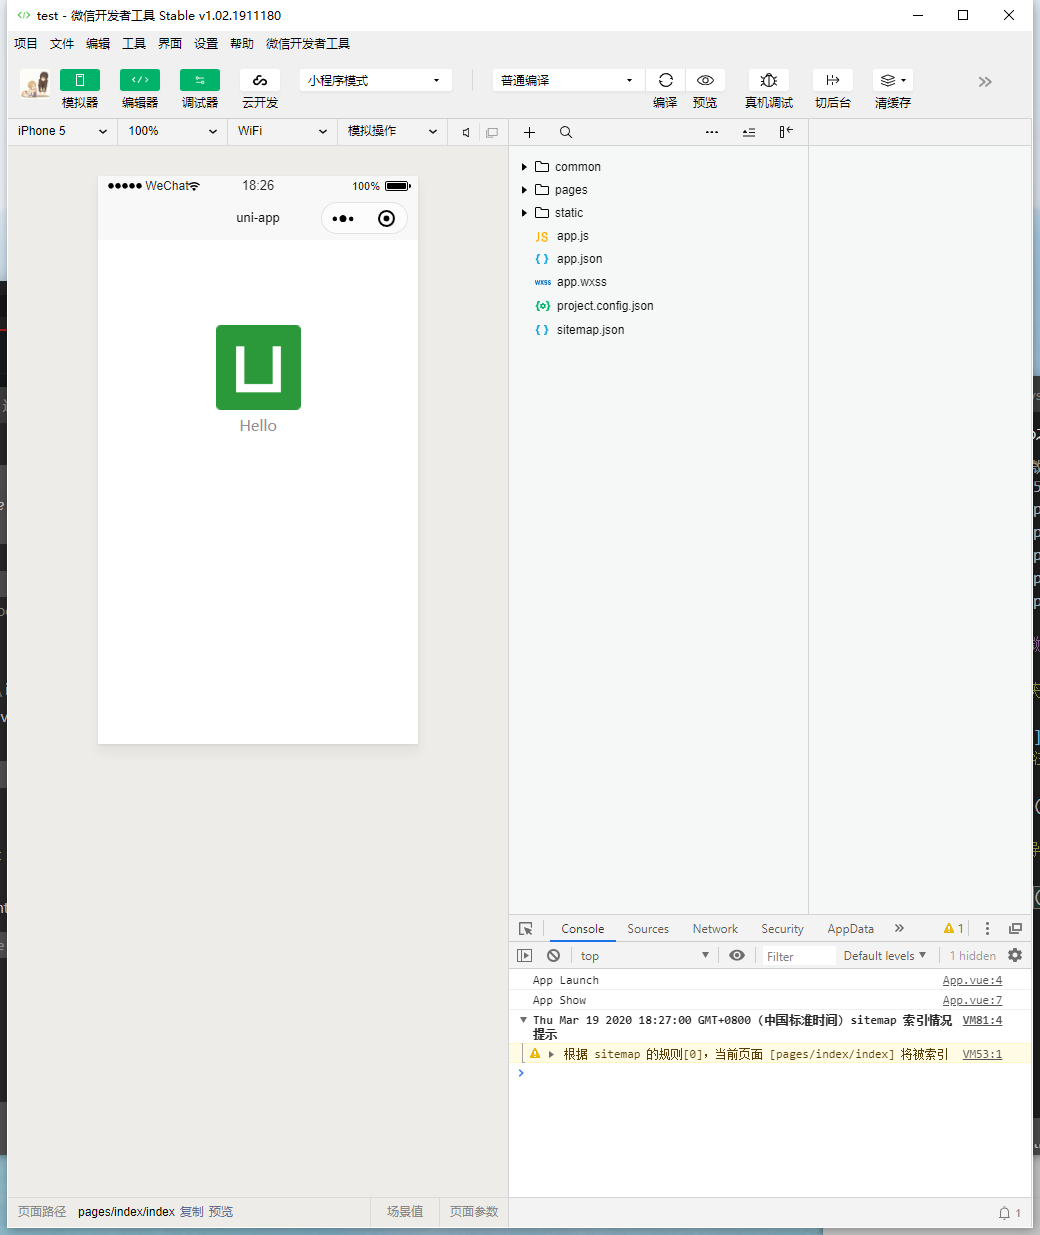 test - 微信开发者工具 Stable v1.02.1911180
项目 文件 编辑 工具 界面 设置 帮助 微信开发者工具
小程序模式 普通编译
模拟器 编辑器 调试器 云开发 编译 预览 真机调试 切后台 清缓存
iPhone 5 100% WiFi 模拟操作
WeChat 18:26 100%
uni-app
Hello
common
pages
static
JS app.js
{ } app.json
wxss app.wxss
project.config.json
{ } sitemap.json
Console Sources Network Security AppData 1
top Filter Default levels 1 hidden
App Launch App.vue:4
App Show App.vue:7
Thu Mar 19 2020 18:27:00 GMT+0800 (中国标准时间) sitemap 索引情况 VM81:4
提示
根据 sitemap 的规则[0]，当前页面 [pages/index/index] 将被索引 VM53:1
页面路径 pages/index/index 复制 预览 场景值 页面参数 1